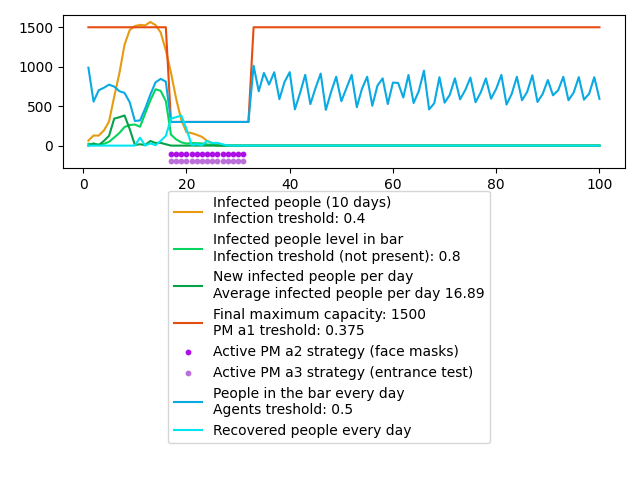 1500
1000
500
0
0 20 40 60 80 100
Infected people (10 days)
Infection treshold: 0.4
Infected people level in bar
Infection treshold (not present): 0.8
New infected people per day
Average infected people per day 16.89
Final maximum capacity: 1500
PM a1 treshold: 0.375
Active PM a2 strategy (face masks)
Active PM a3 strategy (entrance test)
People in the bar every day
Agents treshold: 0.5
Recovered people every day